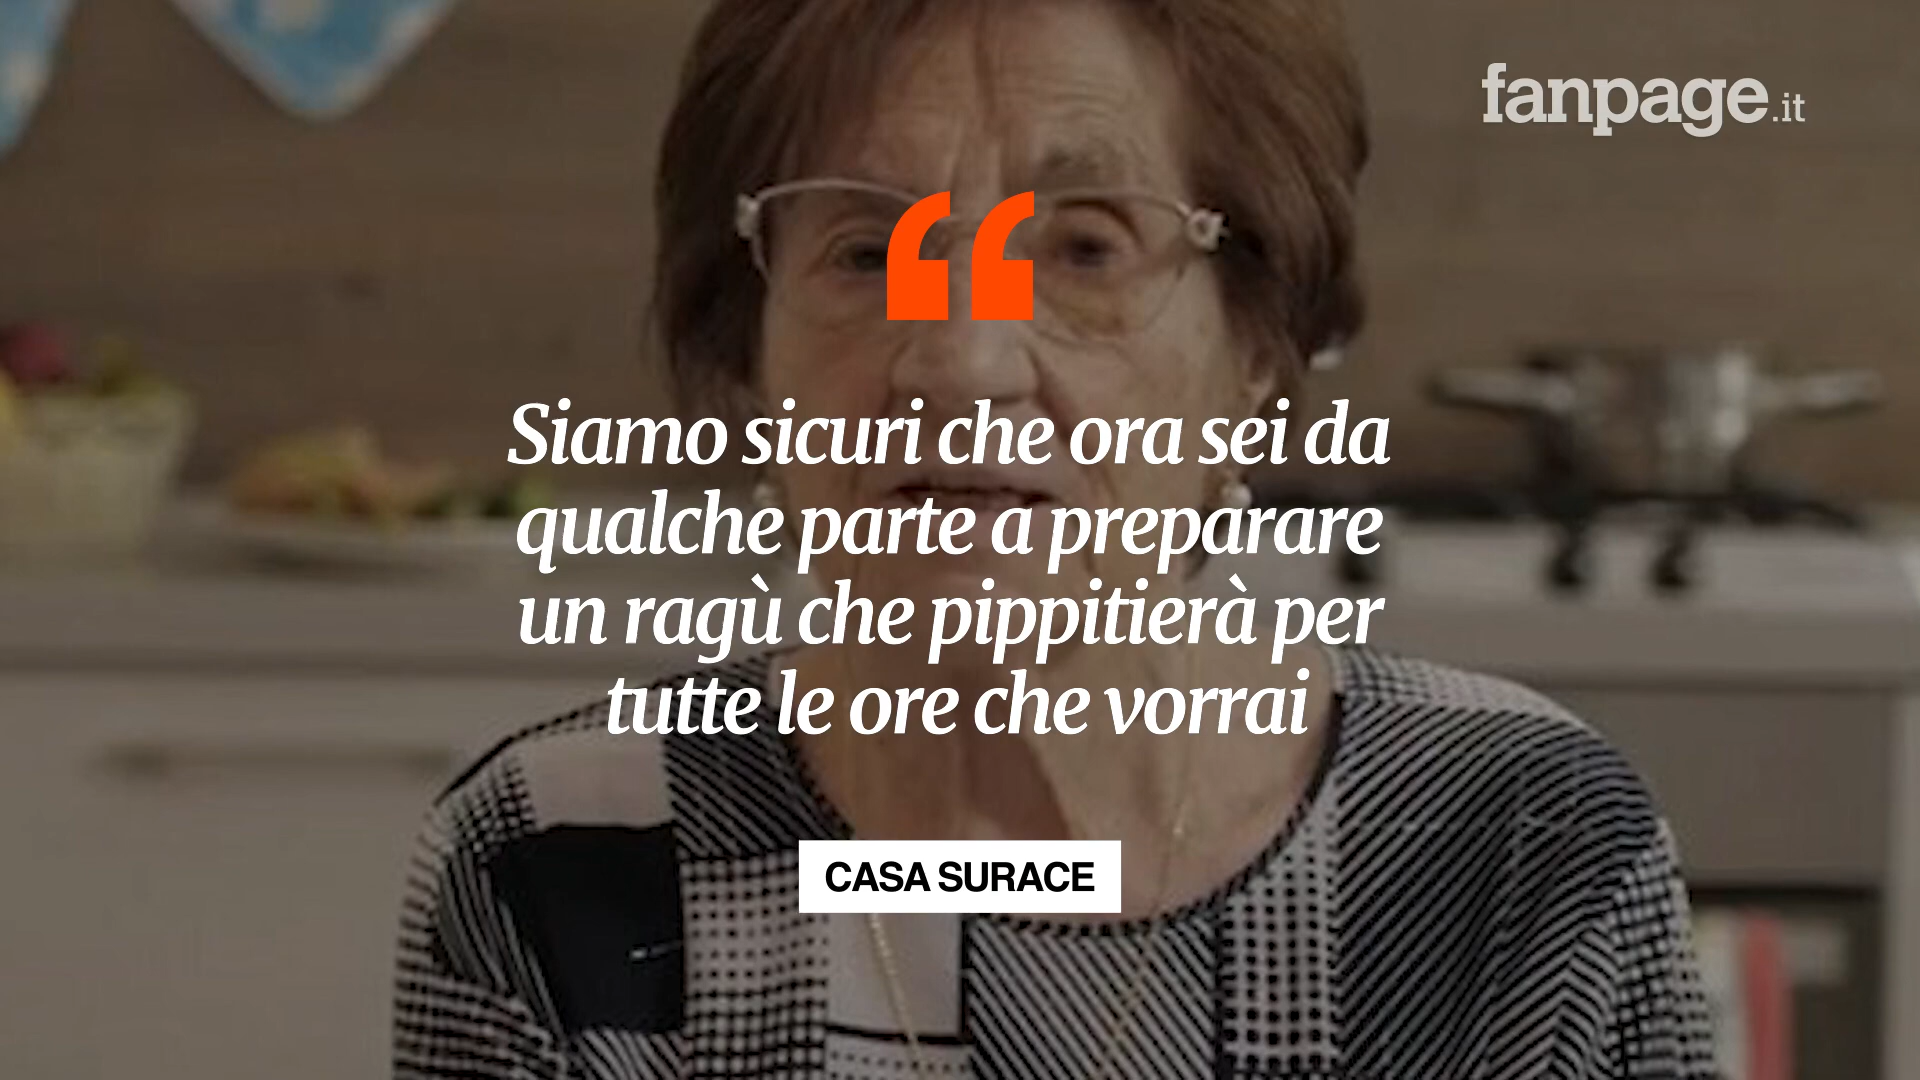 fanpage.it
Siamo sicuri che ora sei da
qualche parte a preparare
un ragù che pippitierà per
tutte le ore che vorrai
CASA SURACE